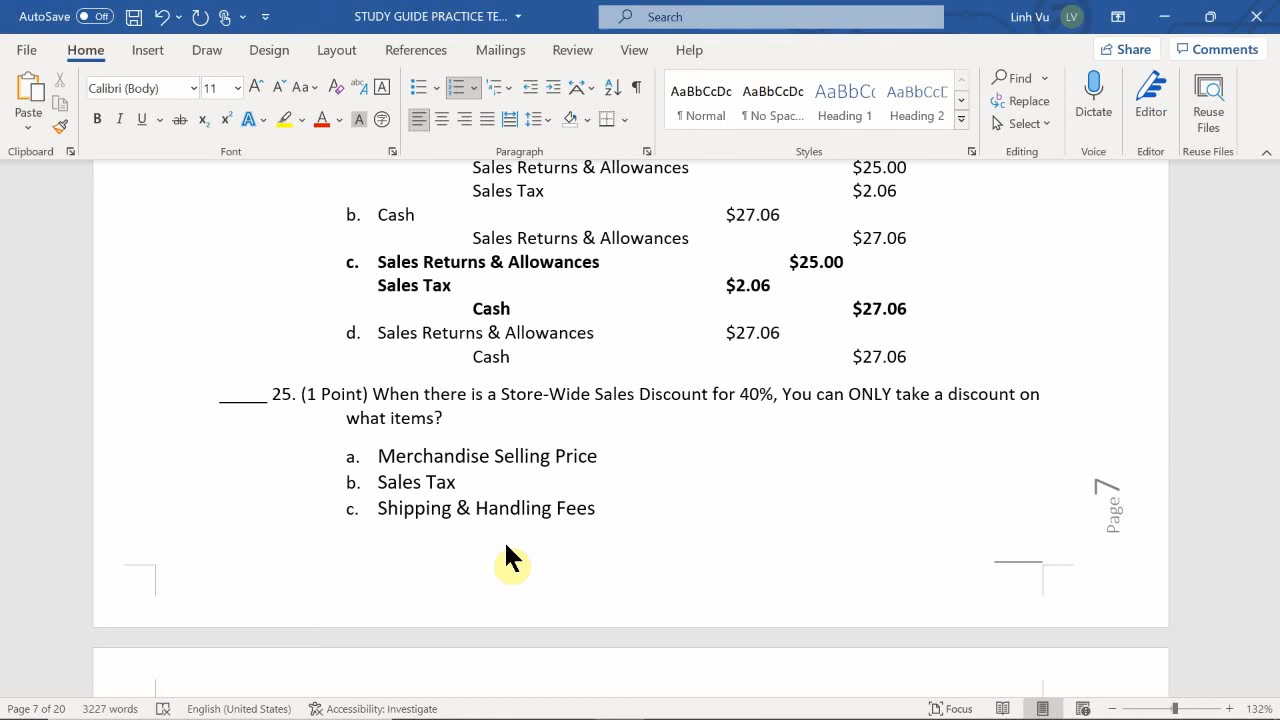 AutoSave Off STUDY GUIDE PRACTICE TE... Search Linh Vu LV
File Home Insert Draw Design Layout References Mailings Review View Help Share Comments
Paste Calibri (Body) 11 AaBbCcDc AaBbCcDc AaBbCc AaBbCcD Find Replace Select Dictate Editor Reuse Files
¶ Normal ¶ No Spac... Heading 1 Heading 2
Clipboard Font Paragraph Styles Editing Voice Editor Reuse Files
Sales Returns & Allowances $25.00
Sales Tax $2.06
b. Cash $27.06
Sales Returns & Allowances $27.06
c. Sales Returns & Allowances $25.00
Sales Tax $2.06
Cash $27.06
d. Sales Returns & Allowances $27.06
Cash $27.06
_____ 25. (1 Point) When there is a Store-Wide Sales Discount for 40%, You can ONLY take a discount on
what items?
a. Merchandise Selling Price
b. Sales Tax
c. Shipping & Handling Fees
Page 7
Page 7 of 20 3227 words English (United States) Accessibility: Investigate Focus 132%